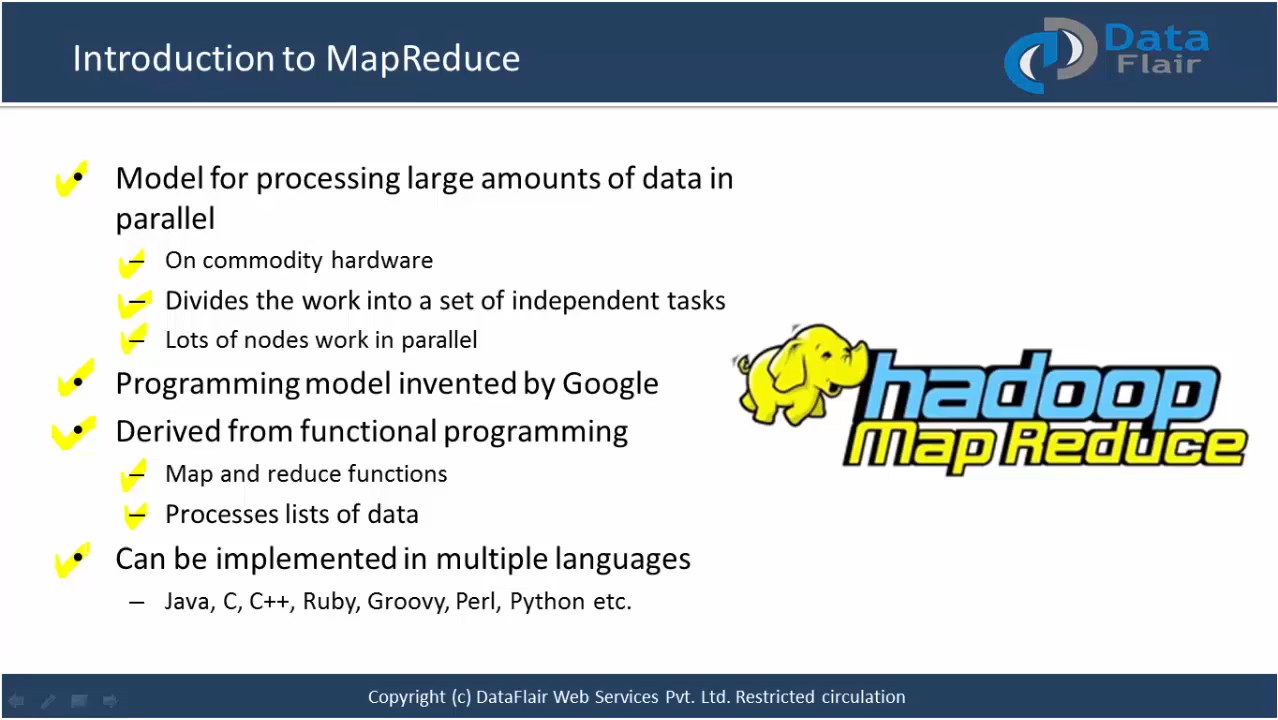 Introduction to MapReduce
Data
Flair
• Model for processing large amounts of data in
parallel
– On commodity hardware
– Divides the work into a set of independent tasks
– Lots of nodes work in parallel
• Programming model invented by Google
• Derived from functional programming
– Map and reduce functions
– Processes lists of data
• Can be implemented in multiple languages
– Java, C, C++, Ruby, Groovy, Perl, Python etc.
hadoop
Map Reduce
Copyright (c) DataFlair Web Services Pvt. Ltd. Restricted circulation